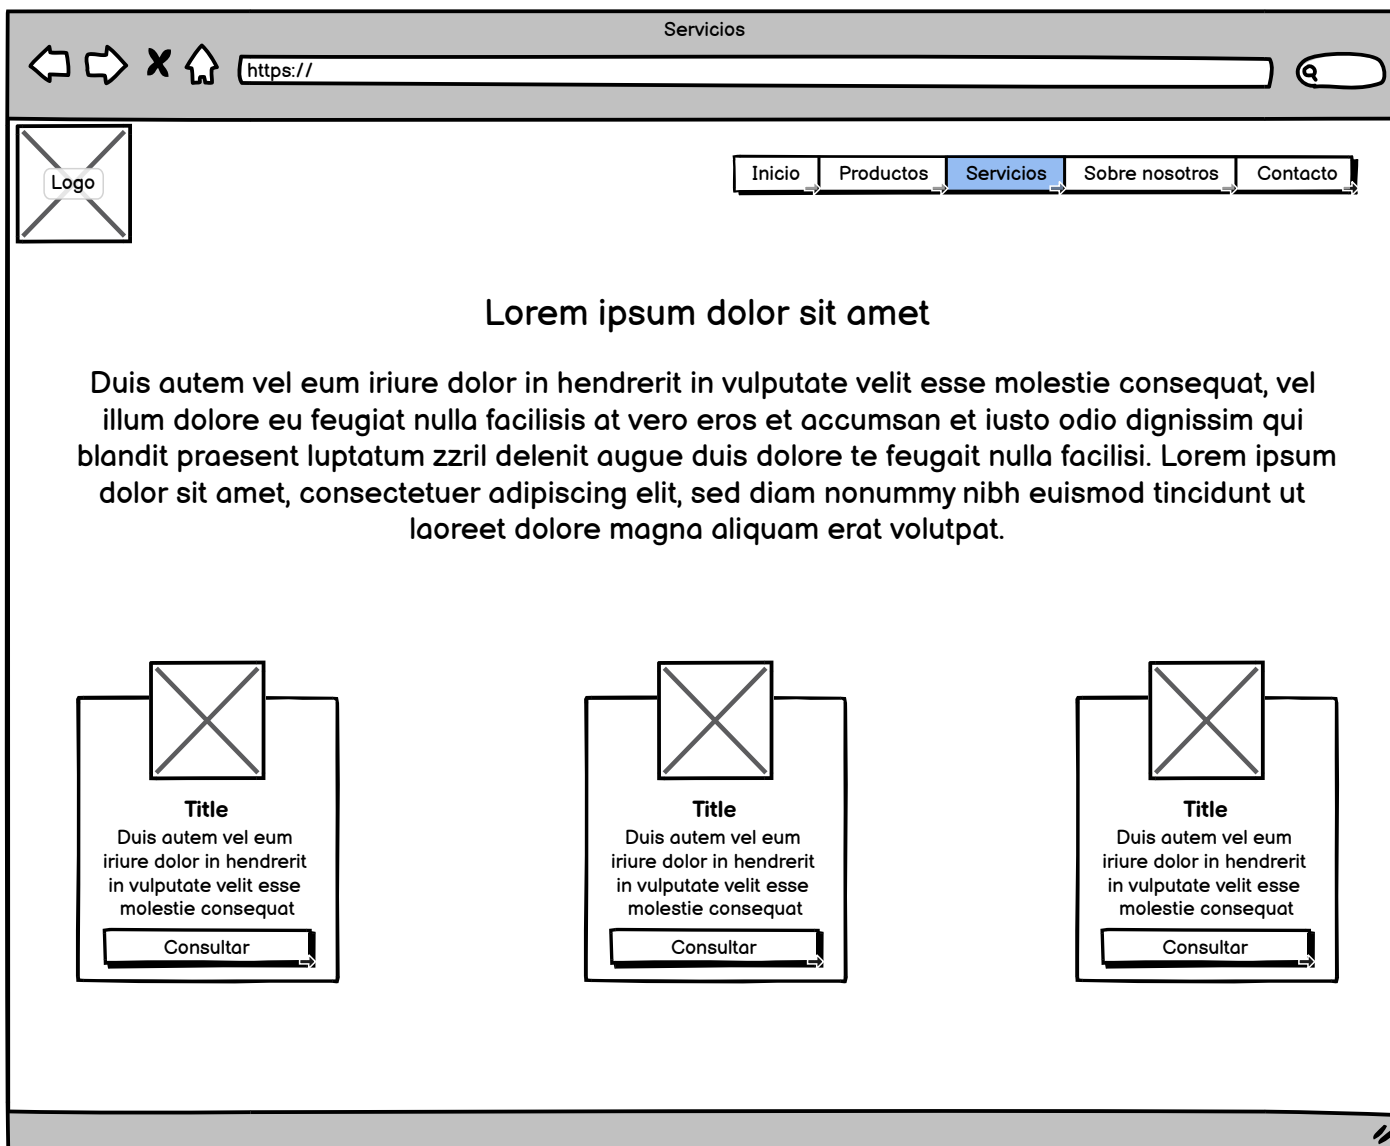 Servicios
https://
Logo
Inicio Productos Servicios Sobre nosotros Contacto
Lorem ipsum dolor sit amet
Duis autem vel eum iriure dolor in hendrerit in vulputate velit esse molestie consequat, vel
illum dolore eu feugiat nulla facilisis at vero eros et accumsan et iusto odio dignissim qui
blandit praesent luptatum zzril delenit augue duis dolore te feugait nulla facilisi. Lorem ipsum
dolor sit amet, consectetuer adipiscing elit, sed diam nonummy nibh euismod tincidunt ut
laoreet dolore magna aliquam erat volutpat.
Title
Duis autem vel eum
iriure dolor in hendrerit
in vulputate velit esse
molestie consequat
Consultar
Title
Duis autem vel eum
iriure dolor in hendrerit
in vulputate velit esse
molestie consequat
Consultar
Title
Duis autem vel eum
iriure dolor in hendrerit
in vulputate velit esse
molestie consequat
Consultar